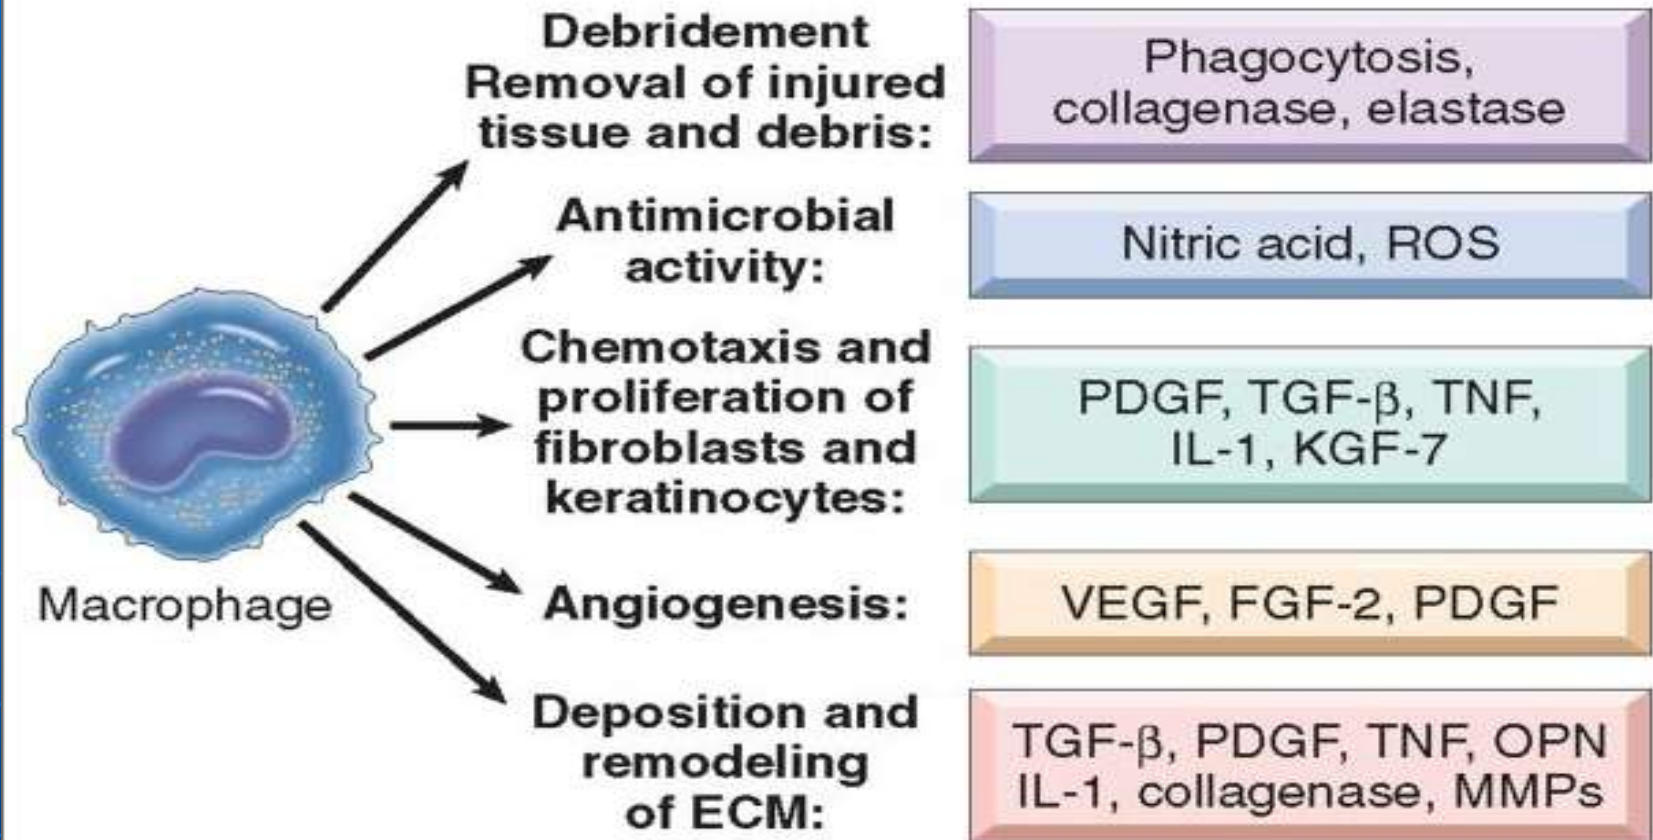 Debridement
Removal of injured
tissue and debris:
Phagocytosis,
collagenase, elastase
Antimicrobial
activity:
Nitric acid, ROS
Chemotaxis and
proliferation of
fibroblasts and
keratinocytes:
PDGF, TGF-β, TNF,
IL-1, KGF-7
Macrophage
Angiogenesis:
VEGF, FGF-2, PDGF
Deposition and
remodeling
of ECM:
TGF-β, PDGF, TNF, OPN
IL-1, collagenase, MMPs